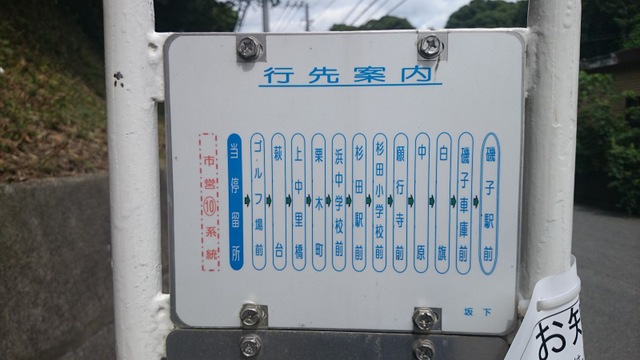 行先案内
市営⑩系統
当停留所
ゴルフ場前
萩台
上中里橋
栗木町
浜中学校前
杉田駅前
杉田小学校前
願行寺前
中原
白旗
磯子車庫前
磯子駅前
坂下
お知